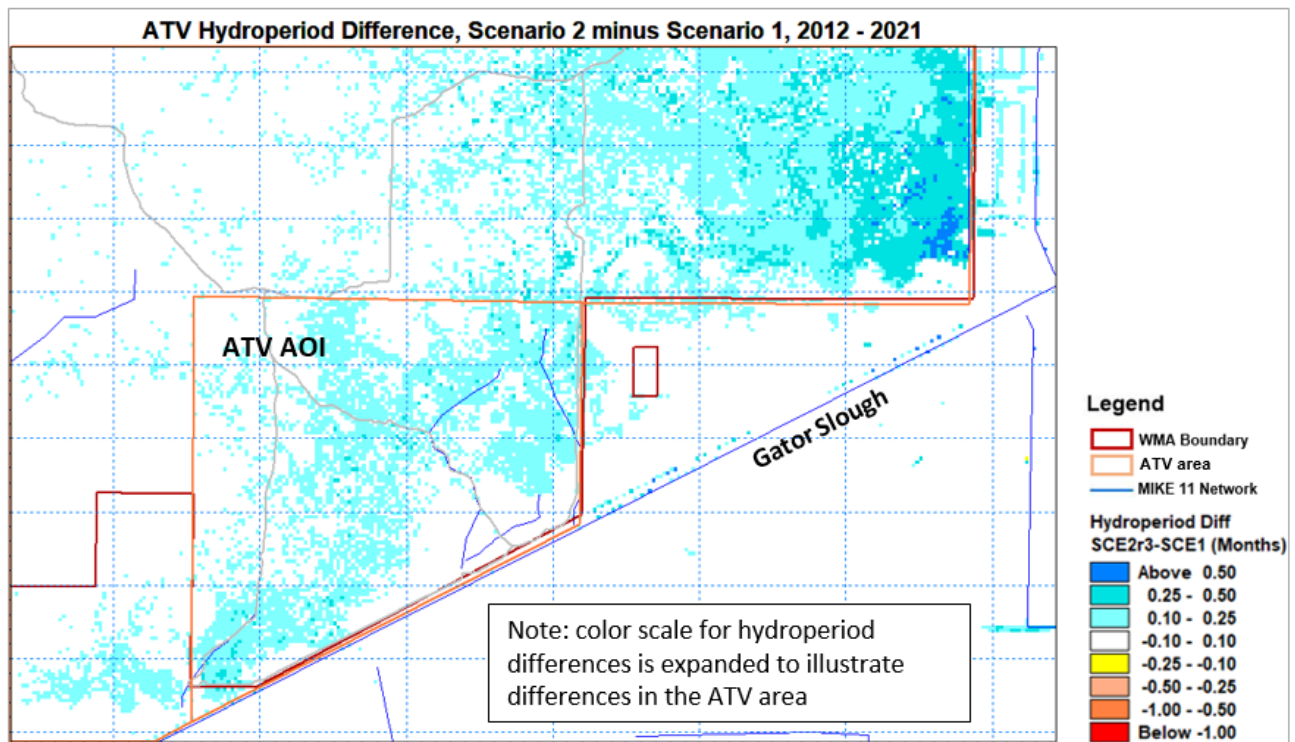 ATV Hydroperiod Difference, Scenario 2 minus Scenario 1, 2012 - 2021
ATV AOI
Gator Slough
Note: color scale for hydroperiod
differences is expanded to illustrate
differences in the ATV area
Legend
WMA Boundary
ATV area
MIKE 11 Network
Hydroperiod Diff
SCE2r3-SCE1 (Months)
Above 0.50
0.25 - 0.50
0.10 - 0.25
-0.10 - 0.10
-0.25 - -0.10
-0.50 - -0.25
-1.00 - -0.50
Below -1.00